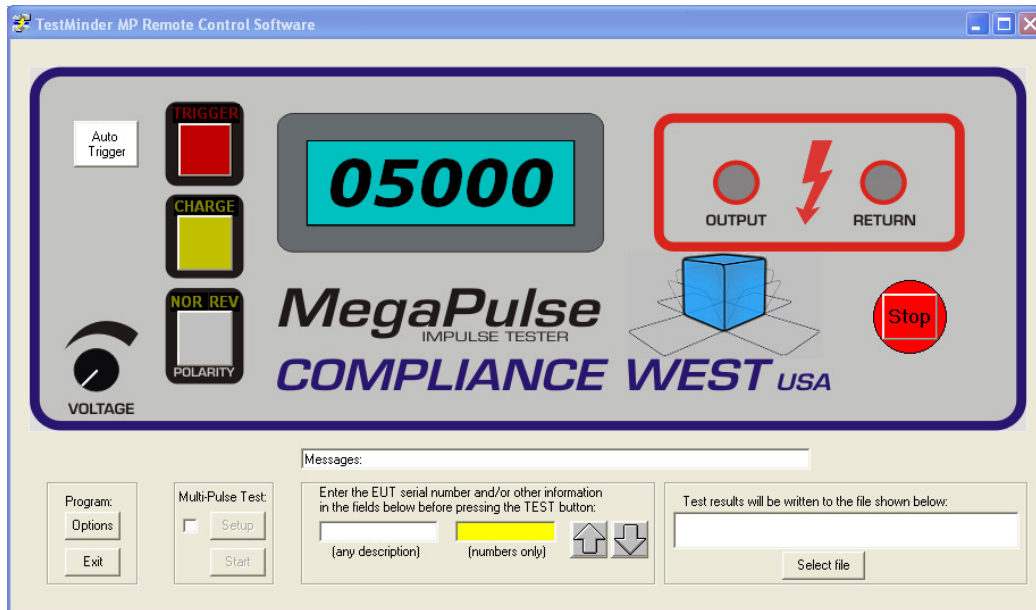 TestMinder MP Remote Control Software
Auto
Trigger
TRIGGER
CHARGE
NOR REV
POLARITY
VOLTAGE
05000
MegaPulse
IMPULSE TESTER
COMPLIANCE WEST USA
OUTPUT
RETURN
Stop
Messages:
Program:
Options
Exit
Multi-Pulse Test:
Setup
Start
Enter the EUT serial number and/or other information
in the fields below before pressing the TEST button:
(any description)
(numbers only)
Test results will be written to the file shown below:
Select file